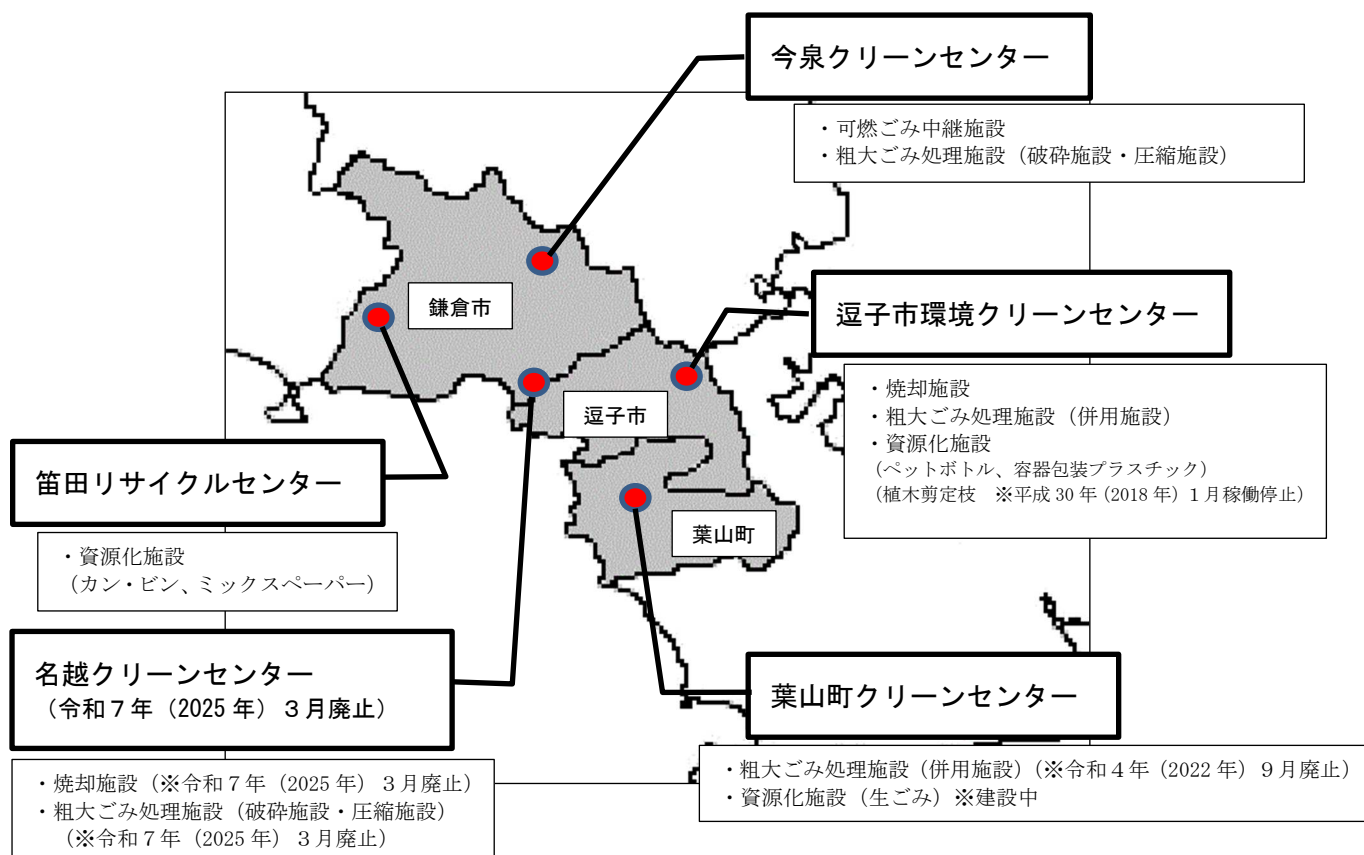 今泉クリーンセンター
・可燃ごみ中継施設
・粗大ごみ処理施設（破砕施設・圧縮施設）
鎌倉市
逗子市環境クリーンセンター
・焼却施設
・粗大ごみ処理施設（併用施設）
・資源化施設
（ペットボトル、容器包装プラスチック）
（植木剪定枝　※平成 30 年（2018 年）１月稼働停止）
逗子市
笛田リサイクルセンター
・資源化施設
（カン・ビン、ミックスペーパー）
葉山町
名越クリーンセンター
（令和７年（2025 年）３月廃止）
・焼却施設（※令和７年（2025 年）３月廃止）
・粗大ごみ処理施設（破砕施設・圧縮施設）
（※令和７年（2025 年）３月廃止）
葉山町クリーンセンター
・粗大ごみ処理施設（併用施設）（※令和４年（2022 年）９月廃止）
・資源化施設（生ごみ）※建設中